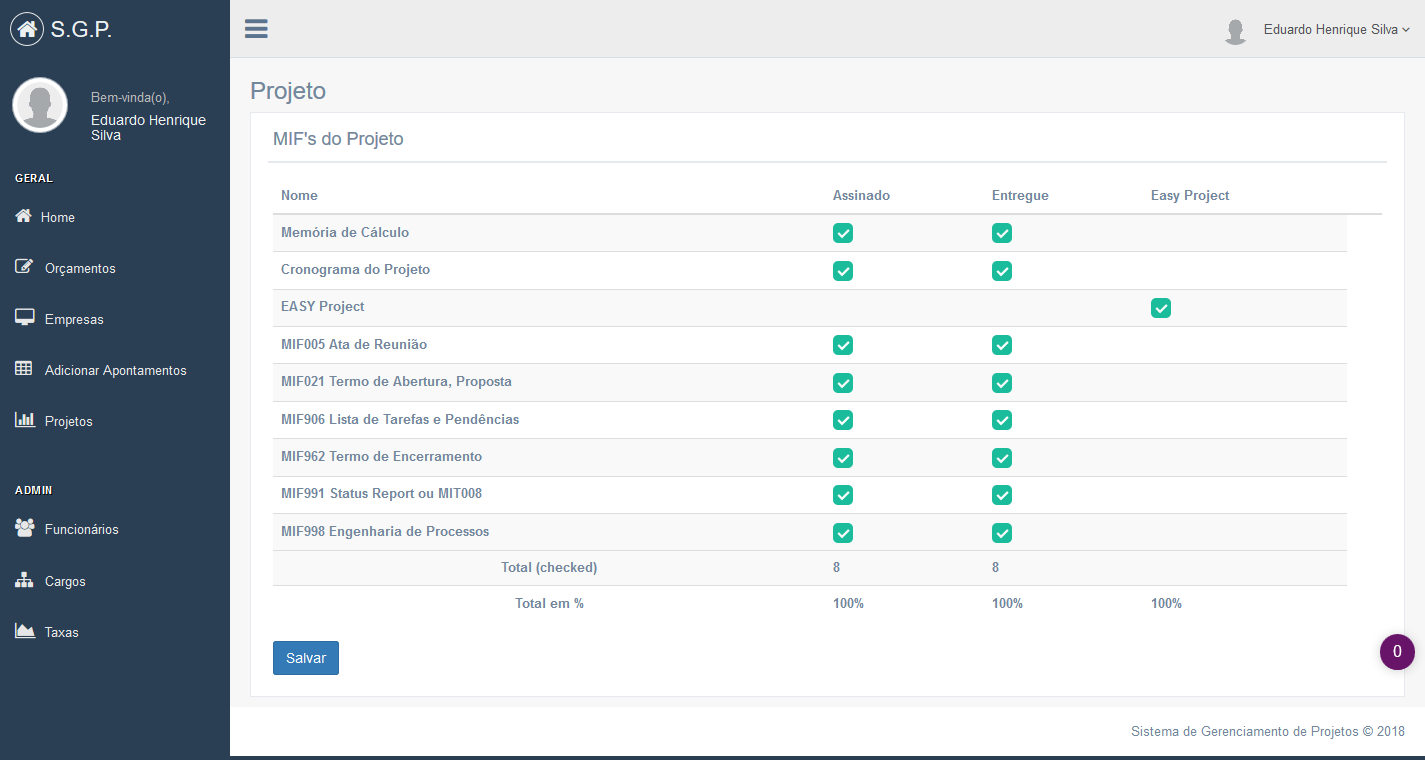 S.G.P.
Bem-vinda(o),
Eduardo Henrique
Silva
GERAL
Home
Orçamentos
Empresas
Adicionar Apontamentos
Projetos
ADMIN
Funcionários
Cargos
Taxas
Eduardo Henrique Silva
Projeto
MIF's do Projeto
Nome Assinado Entregue Easy Project
Memória de Cálculo
Cronograma do Projeto
EASY Project
MIF005 Ata de Reunião
MIF021 Termo de Abertura, Proposta
MIF906 Lista de Tarefas e Pendências
MIF962 Termo de Encerramento
MIF991 Status Report ou MIT008
MIF998 Engenharia de Processos
Total (checked) 8 8
Total em % 100% 100% 100%
Salvar
0
Sistema de Gerenciamento de Projetos © 2018